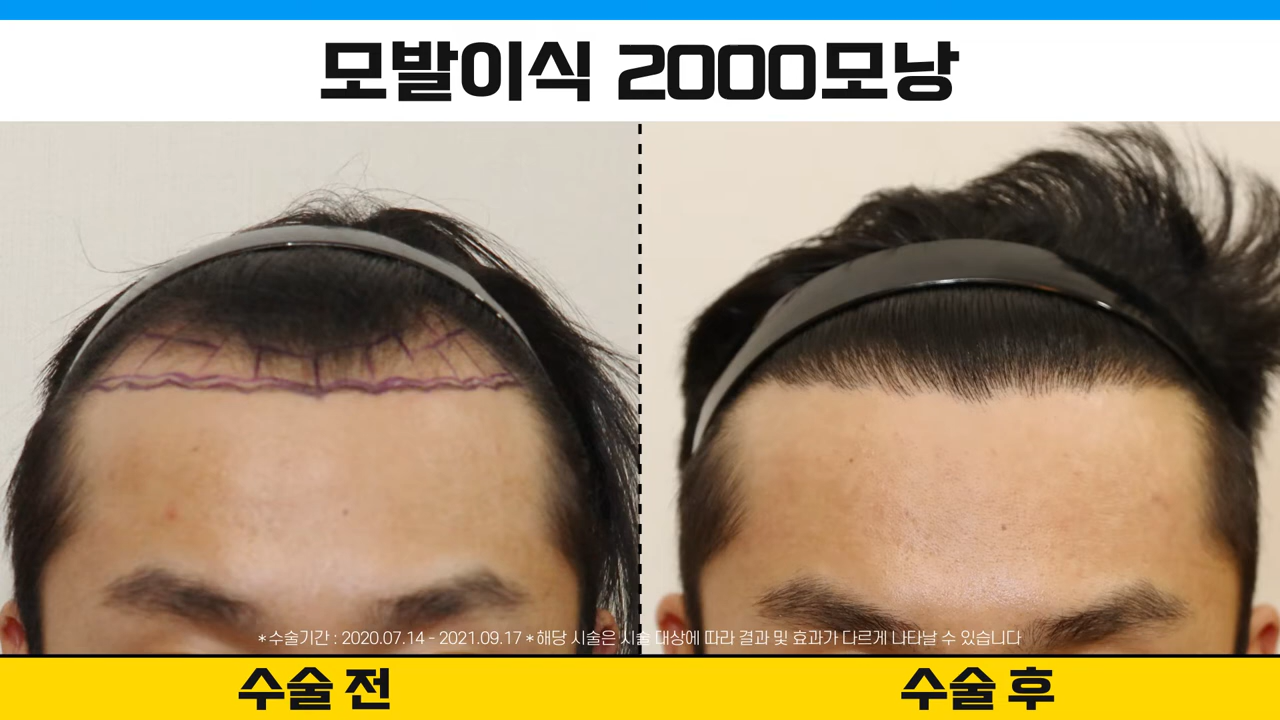 모발이식 2000모낭
*수술기간 : 2020.07.14 - 2021.09.17 *해당 시술은 시술 대상에 따라 결과 및 효과가 다르게 나타날 수 있습니다
수술 전
수술 후